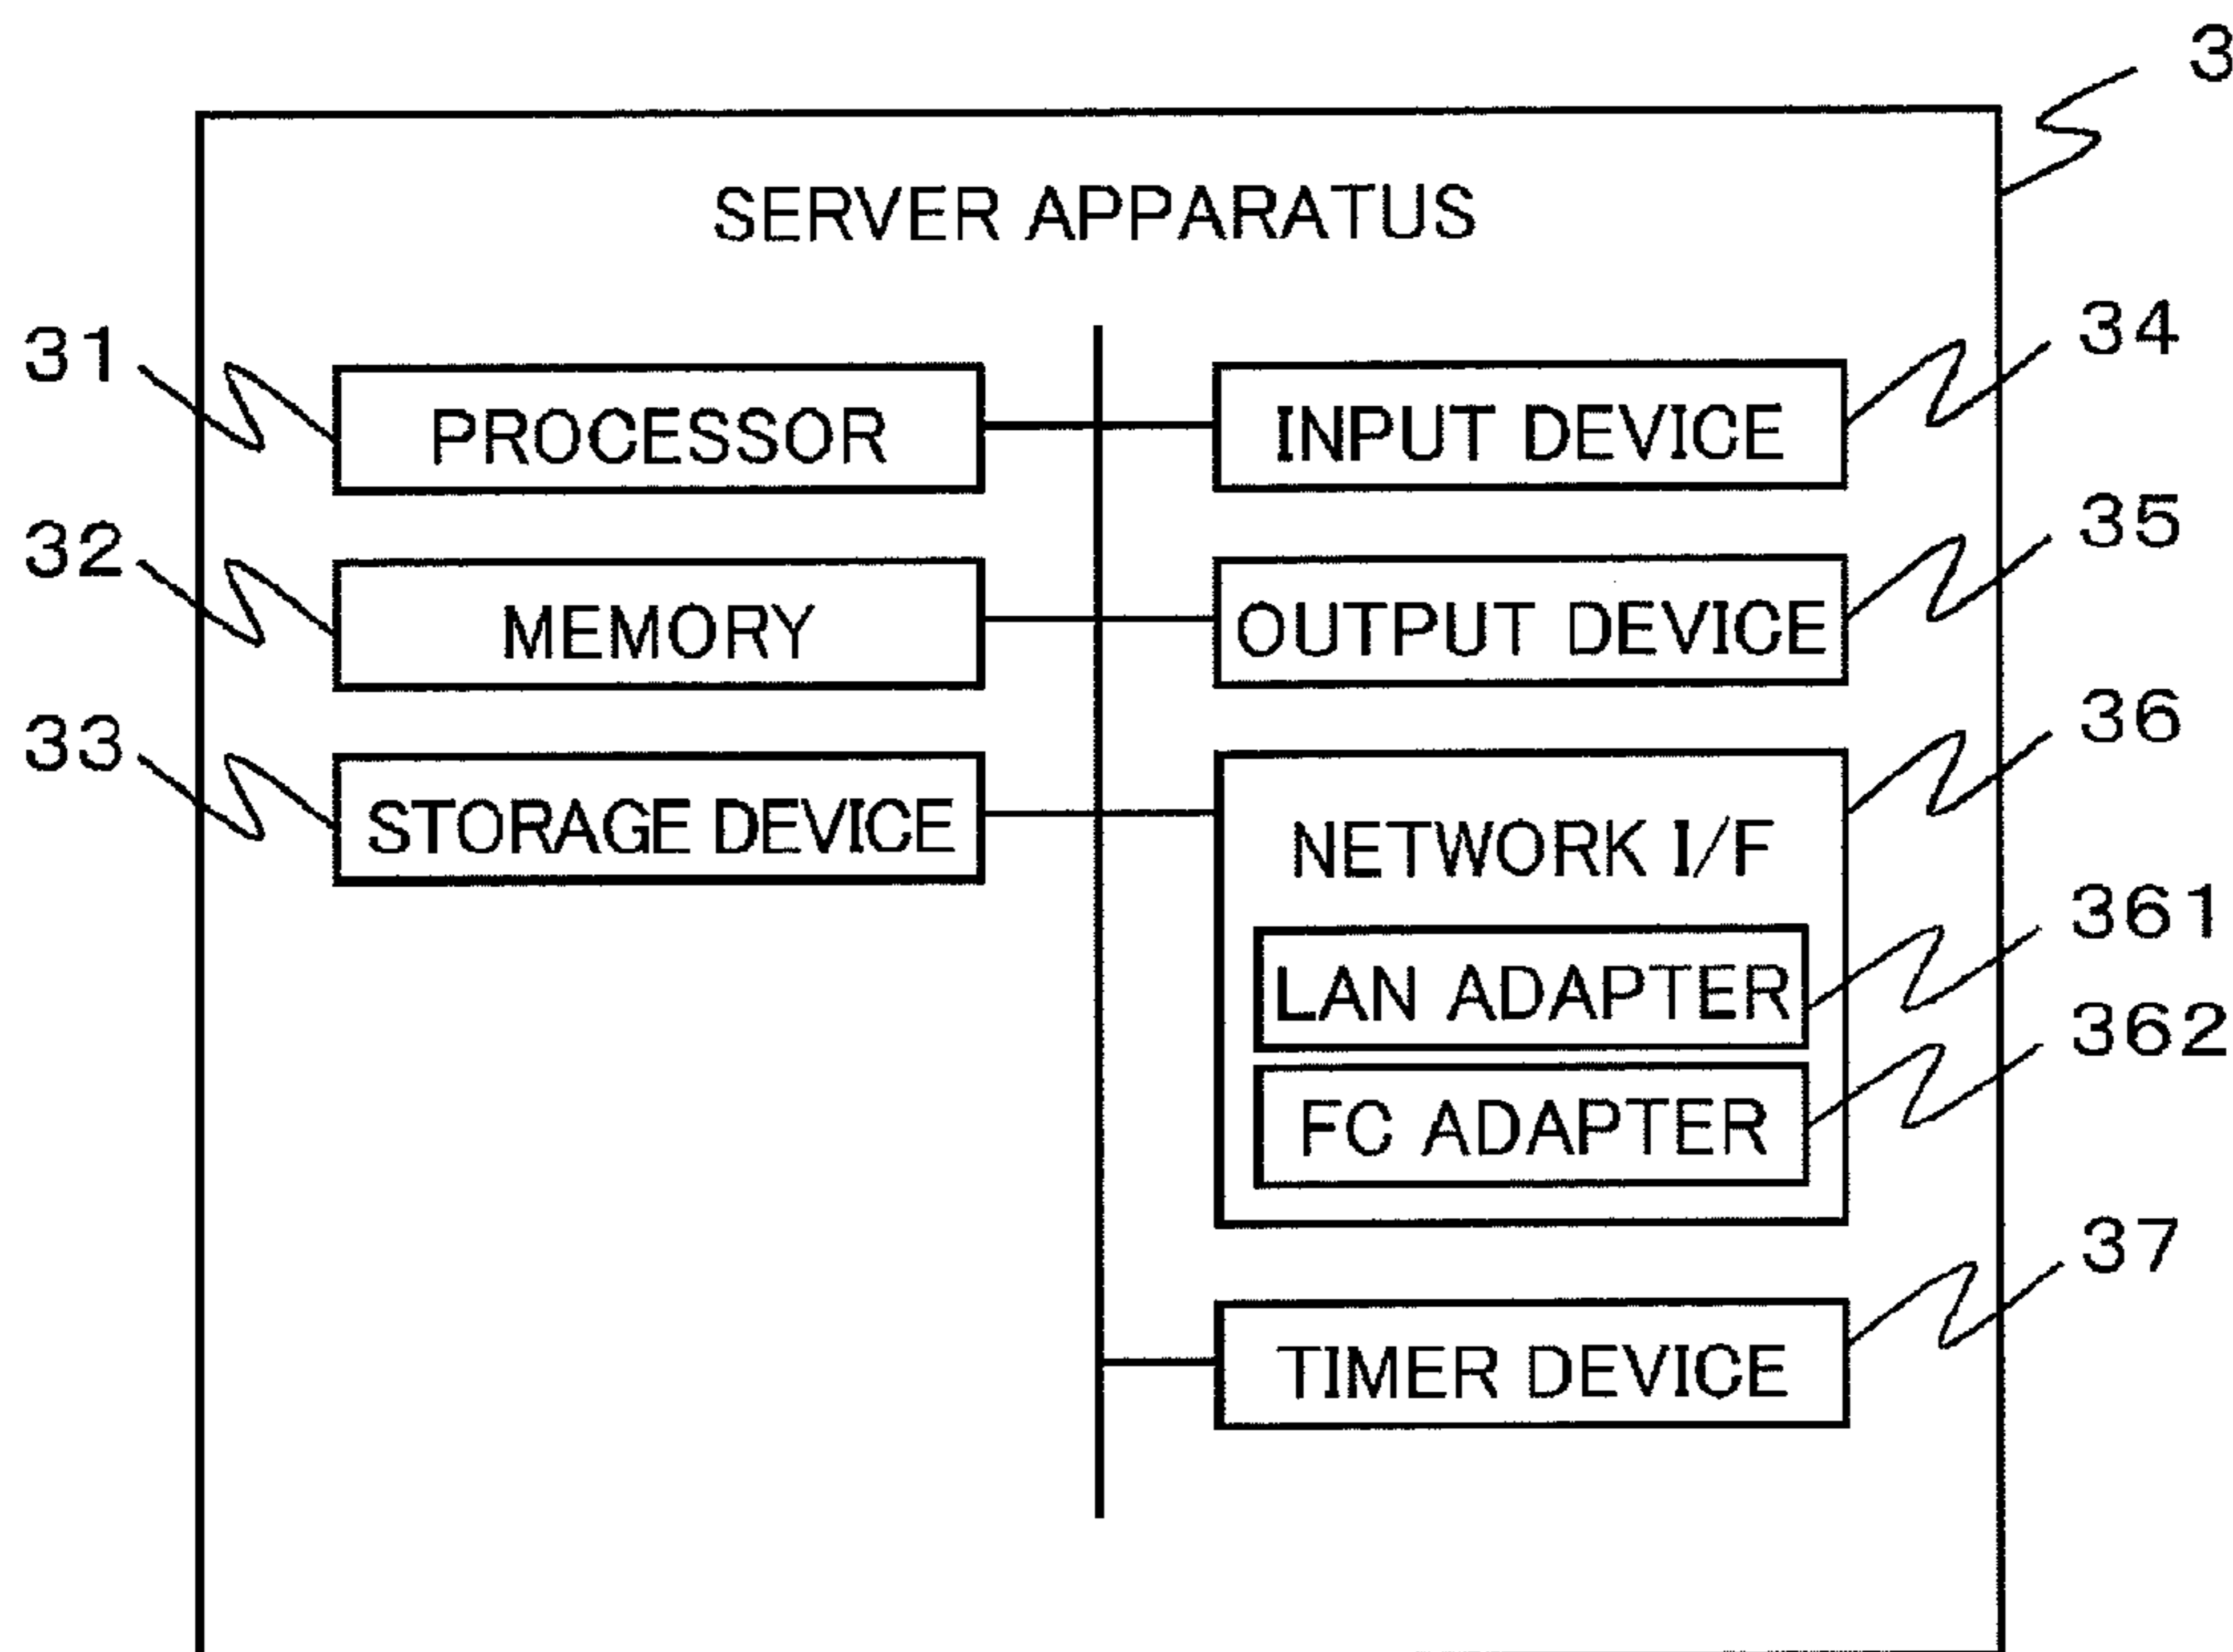 3
SERVER APPARATUS
31
PROCESSOR
INPUT DEVICE
34
32
MEMORY
OUTPUT DEVICE
35
33
STORAGE DEVICE
36
NETWORK I/F
361
LAN ADAPTER
362
FC ADAPTER
37
TIMER DEVICE